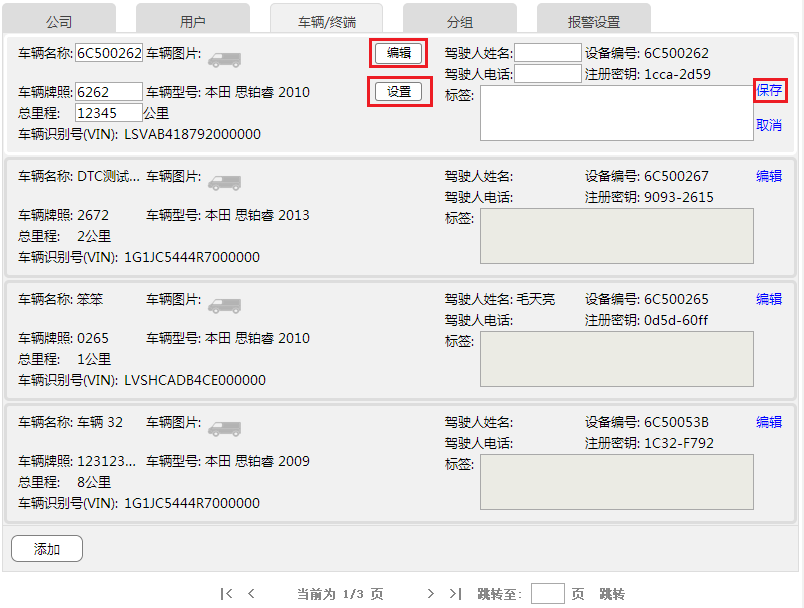 公司 用户 车辆/终端 分组 报警设置
车辆名称: 6C500262 车辆图片: 编辑 驾驶人姓名: 设备编号: 6C500262
驾驶人电话: 注册密钥: 1cca-2d59
车辆牌照: 6262 车辆型号: 本田 思铂睿 2010 设置 标签: 保存
总里程: 12345 公里
取消
车辆识别号(VIN): LSVAB418792000000
车辆名称: DTC测试... 车辆图片: 驾驶人姓名: 设备编号: 6C500267 编辑
驾驶人电话: 注册密钥: 9093-2615
车辆牌照: 2672 车辆型号: 本田 思铂睿 2013 标签:
总里程: 2公里
车辆识别号(VIN): 1G1JC5444R7000000
车辆名称: 笨笨 车辆图片: 驾驶人姓名: 毛天亮 设备编号: 6C500265 编辑
驾驶人电话: 注册密钥: 0d5d-60ff
车辆牌照: 0265 车辆型号: 本田 思铂睿 2010 标签:
总里程: 1公里
车辆识别号(VIN): LVSHCADB4CE000000
车辆名称: 车辆 32 车辆图片: 驾驶人姓名: 设备编号: 6C50053B 编辑
驾驶人电话: 注册密钥: 1C32-F792
车辆牌照: 123123... 车辆型号: 本田 思铂睿 2009 标签:
总里程: 8公里
车辆识别号(VIN): 1G1JC5444R7000000
添加
|< < 当前为 1/3 页 > >| 跳转至: 页 跳转